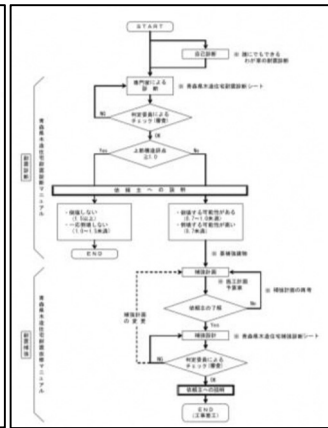 START
自己診断
※ 誰にでもできる
わが家の耐震診断
専門家による
診 断
※ 青森県木造住宅耐震診断シート
判定委員による
チェック(審査)
NG
OK
上部構造評点
≧1.0
Yes
No
依頼主への説明
・倒壊しない
(1.5以上)
・一応倒壊しない
(1.0～1.5未満)
・倒壊する可能性がある
(0.7～1.0未満)
・倒壊する可能性が高い
(0.7未満)
END
※ 要補強建物
補強計画
※ 施工計画
予算書
※ 補強計画の再考
補強計画
の変更
依頼主の了解
No
Yes
補強設計
※ 青森県木造住宅補強診断シート
判定委員による
チェック(審査)
NG
OK
依頼主への説明
END
(工事着工)
青森県木造住宅耐震診断マニュアル
耐震診断
青森県木造住宅耐震改修マニュアル
耐震補強